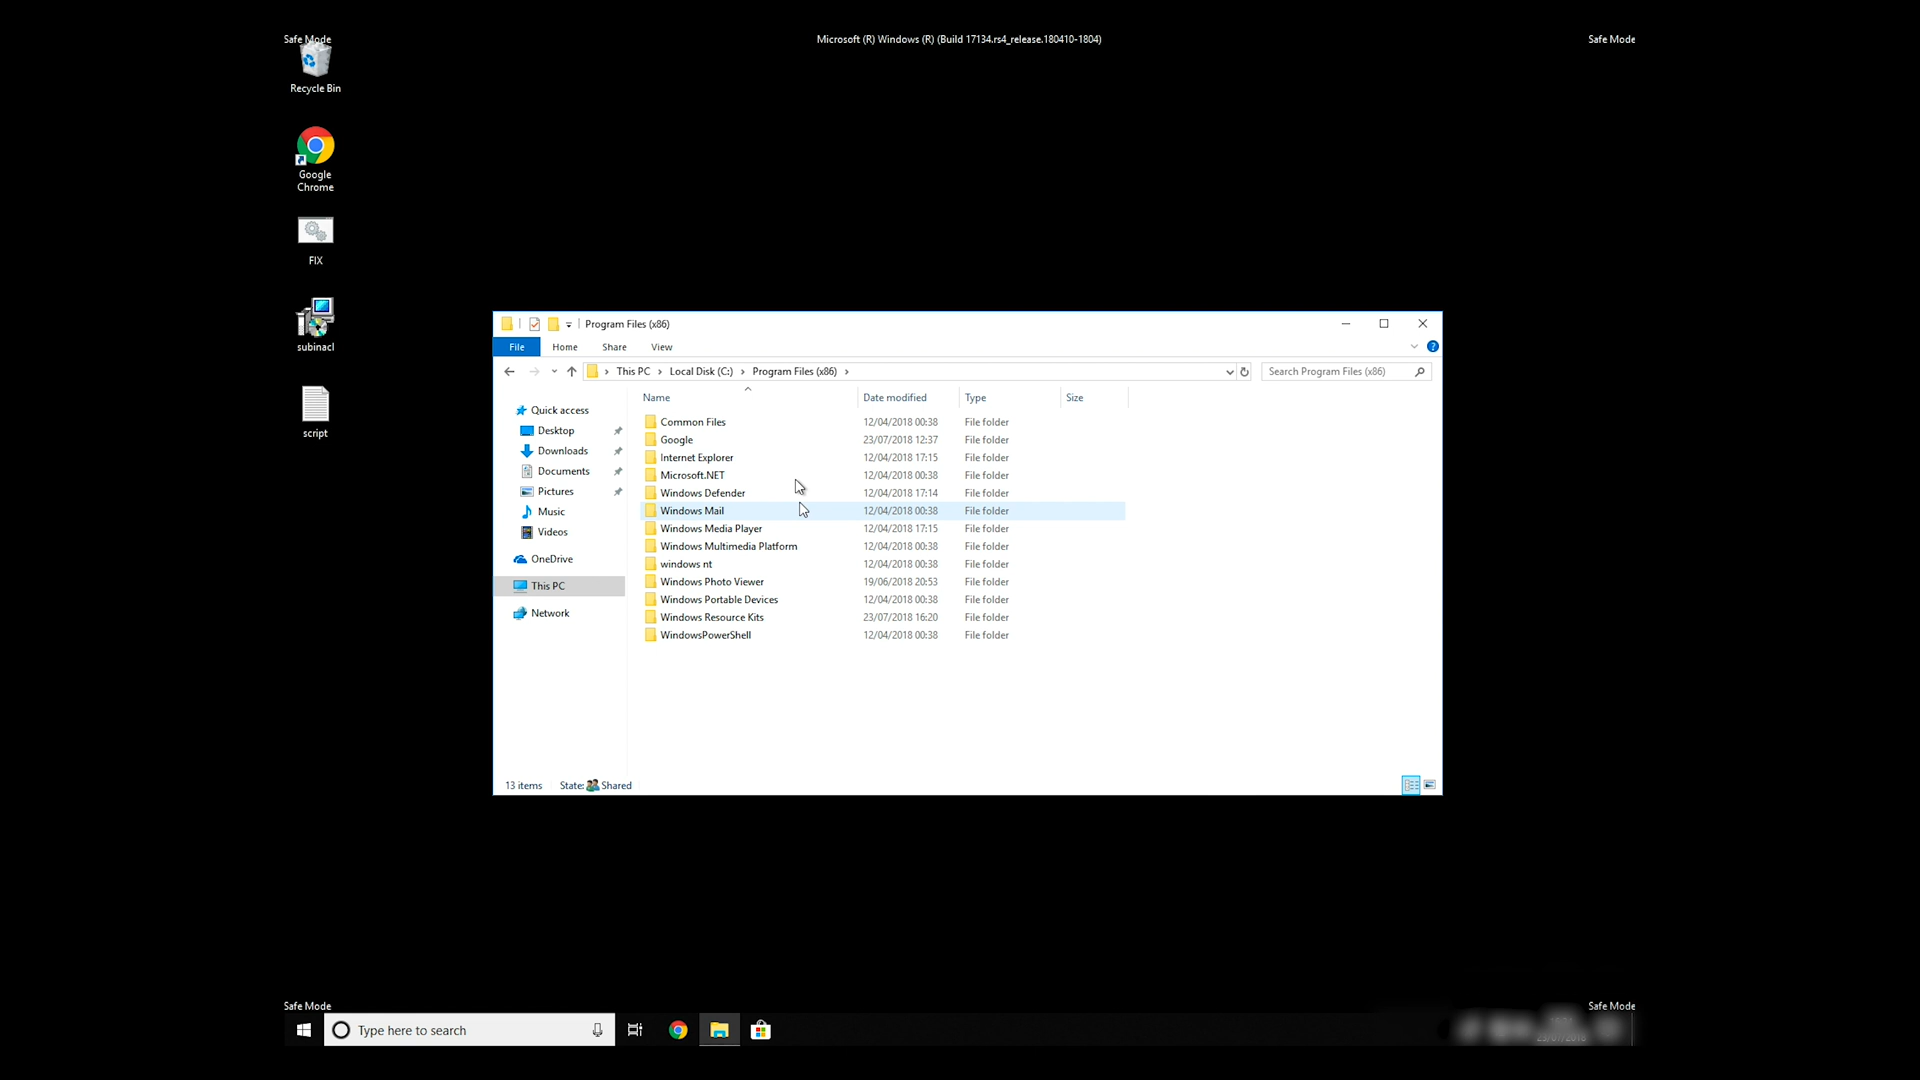 Safe Mode
Microsoft (R) Windows (R) (Build 17134.rs4_release.180410-1804)
Safe Mode
Recycle Bin
Google
Chrome
FIX
subinacl
script
Program Files (x86)
File
Home
Share
View
This PC
Local Disk (C:)
Program Files (x86)
Search Program Files (x86)
Name
Date modified
Type
Size
Quick access
Desktop
Downloads
Documents
Pictures
Music
Videos
OneDrive
This PC
Network
Common Files 12/04/2018 00:38 File folder
Google 23/07/2018 12:37 File folder
Internet Explorer 12/04/2018 17:15 File folder
Microsoft.NET 12/04/2018 00:38 File folder
Windows Defender 12/04/2018 17:14 File folder
Windows Mail 12/04/2018 00:38 File folder
Windows Media Player 12/04/2018 17:15 File folder
Windows Multimedia Platform 12/04/2018 00:38 File folder
windows nt 12/04/2018 00:38 File folder
Windows Photo Viewer 19/06/2018 20:53 File folder
Windows Portable Devices 12/04/2018 00:38 File folder
Windows Resource Kits 23/07/2018 16:20 File folder
WindowsPowerShell 12/04/2018 00:38 File folder
13 items
State: Shared
Safe Mode
Safe Mode
Type here to search